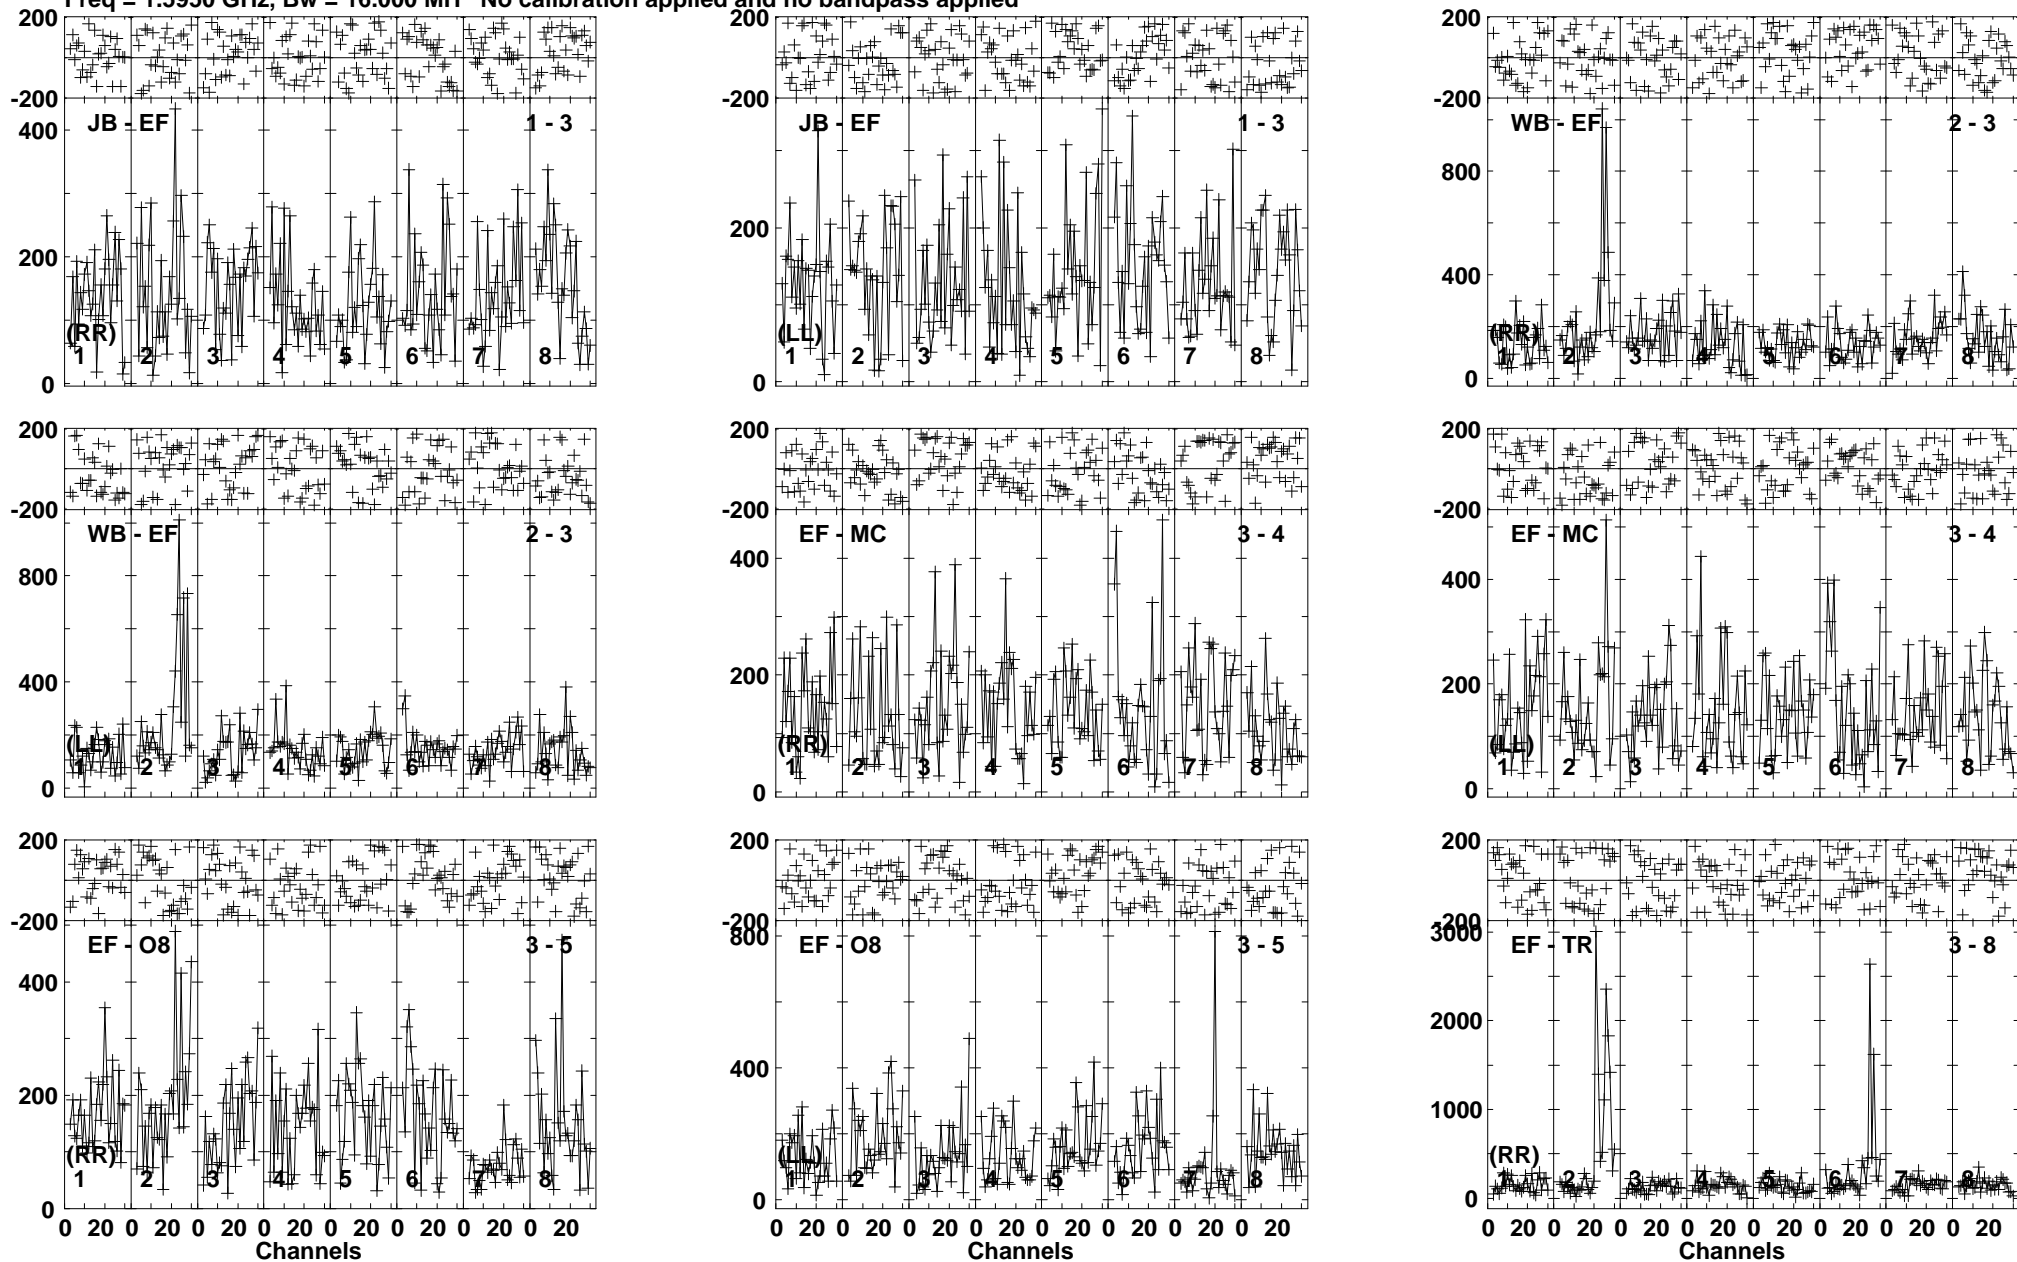 Freq = 1.5950 GHz, Bw = 16.000 MH No calibration applied and no bandpass applied
200 200 200
-200 -200 -200
JB - EF 1 - 3 JB - EF 1 - 3 WB - EF 2 - 3
400 200 800
200 0 400
0 0
(RR) (LL) (RR)
1 2 3 4 5 6 7 8 1 2 3 4 5 6 7 8 1 2 3 4 5 6 7 8
200 200 200
-200 -200 -200
WB - EF 2 - 3 EF - MC 3 - 4 EF - MC 3 - 4
800 400 400
400 200 200
0 0 0
(LL) (RR) (LL)
1 2 3 4 5 6 7 8 1 2 3 4 5 6 7 8 1 2 3 4 5 6 7 8
200 200 200
-200 -200 -200
EF - O8 3 - 5 EF - O8 3 - 5 EF - TR 3 - 8
400 800 3000
200 400 2000
0 0 1000
0
(RR) (LL) (RR)
1 2 3 4 5 6 7 8 1 2 3 4 5 6 7 8 1 2 3 4 5 6 7 8
0 20 0 20 0 20 0 20 0 20 0 20 0 20 0 20 0 20 0 20 0 20 0 20 0 20 0 20 0 20 0 20 0 20 0 20 0 20 0 20 0 20 0 20 0 20 0 20
Channels Channels Channels